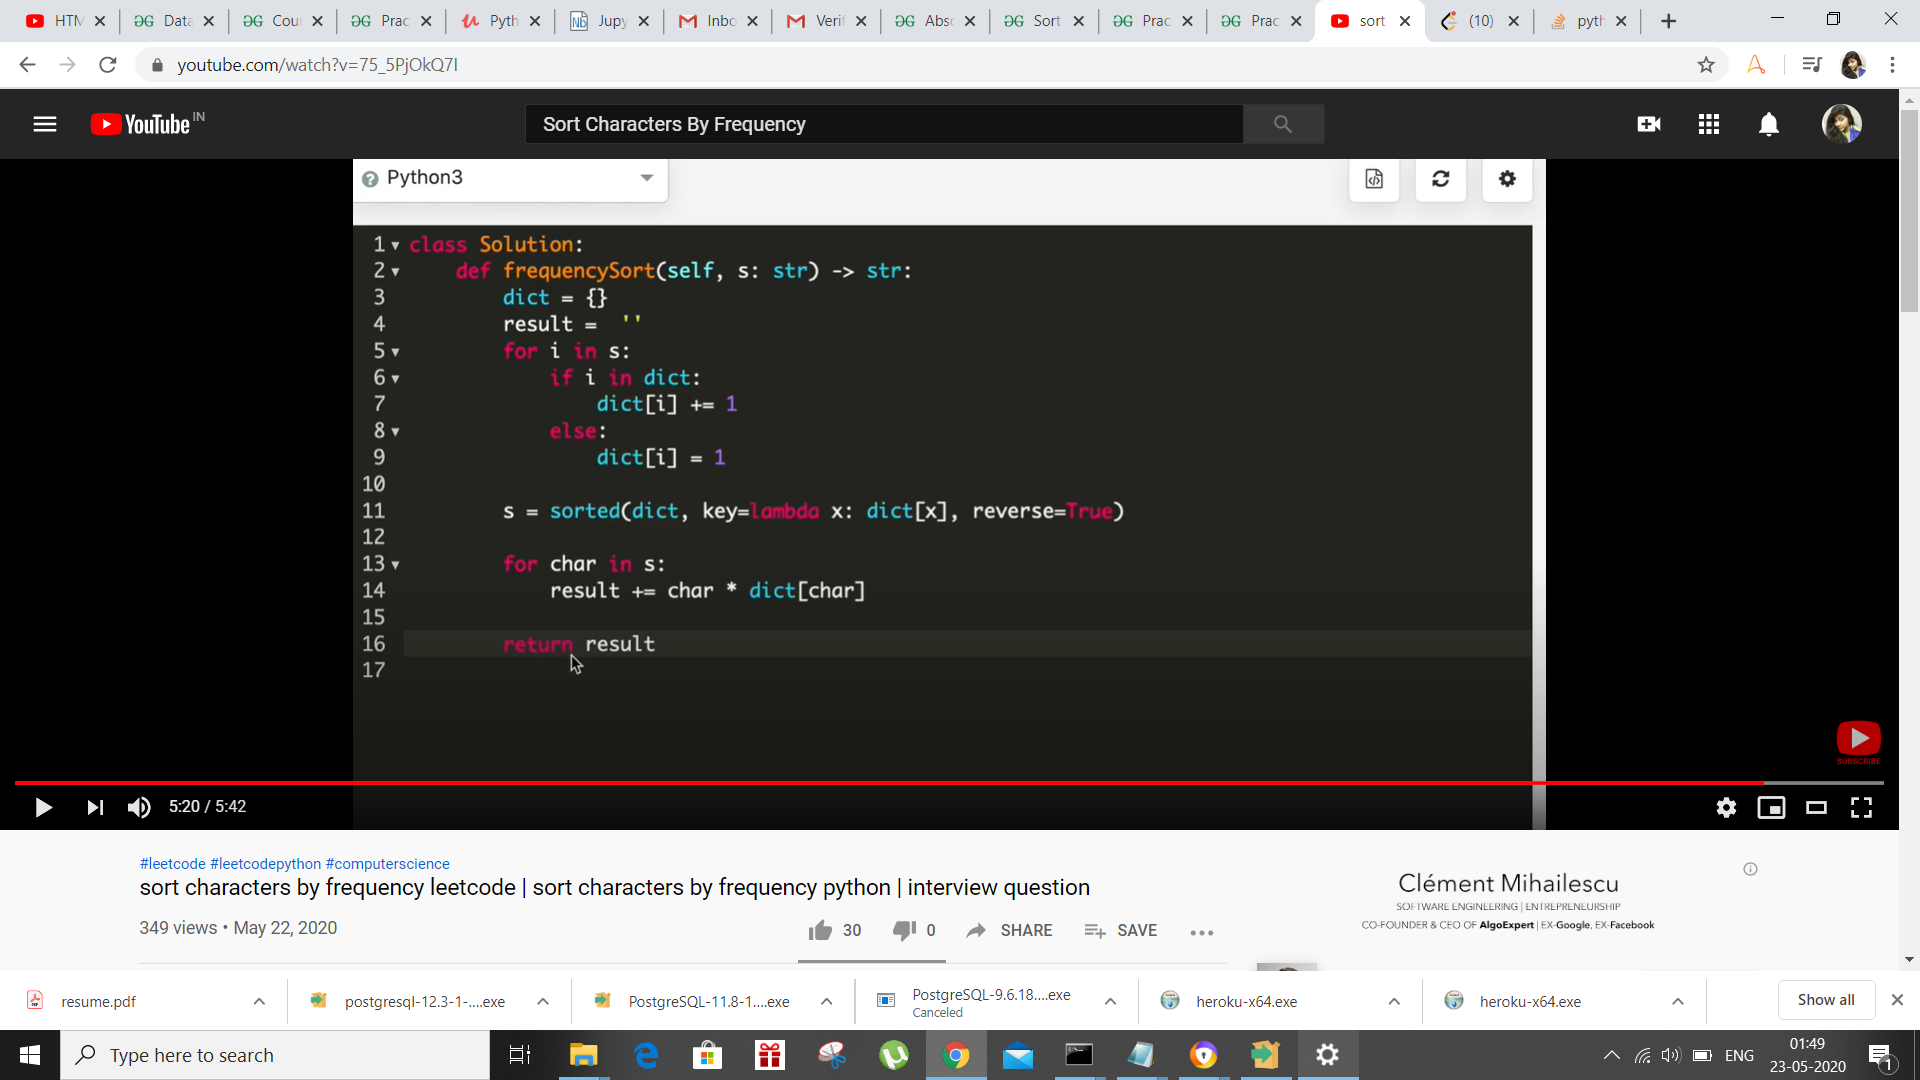 HTM
Data
Cou
Prac
Pyth
Jupy
Inbo
Verif
Abso
Sort
Prac
Prac
sort
(10)
pyth
youtube.com/watch?v=75_5PjOkQ7I
YouTube IN
Sort Characters By Frequency
Python3
1 class Solution:
2 def frequencySort(self, s: str) -> str:
3 dict = {}
4 result = ''
5 for i in s:
6 if i in dict:
7 dict[i] += 1
8 else:
9 dict[i] = 1
10
11 s = sorted(dict, key=lambda x: dict[x], reverse=True)
12
13 for char in s:
14 result += char * dict[char]
15
16 return result
17
SUBSCRIBE
5:20 / 5:42
#leetcode #leetcodepython #computerscience
sort characters by frequency leetcode | sort characters by frequency python | interview question
349 views • May 22, 2020
30
0
SHARE
SAVE
Clément Mihailescu
SOFTWARE ENGINEERING | ENTREPRENEURSHIP
CO-FOUNDER & CEO OF AlgoExpert | EX-Google, EX-Facebook
resume.pdf
postgresql-12.3-1-....exe
PostgreSQL-11.8-1....exe
PostgreSQL-9.6.18....exe
Canceled
heroku-x64.exe
heroku-x64.exe
Show all
Type here to search
ENG
01:49
23-05-2020
1